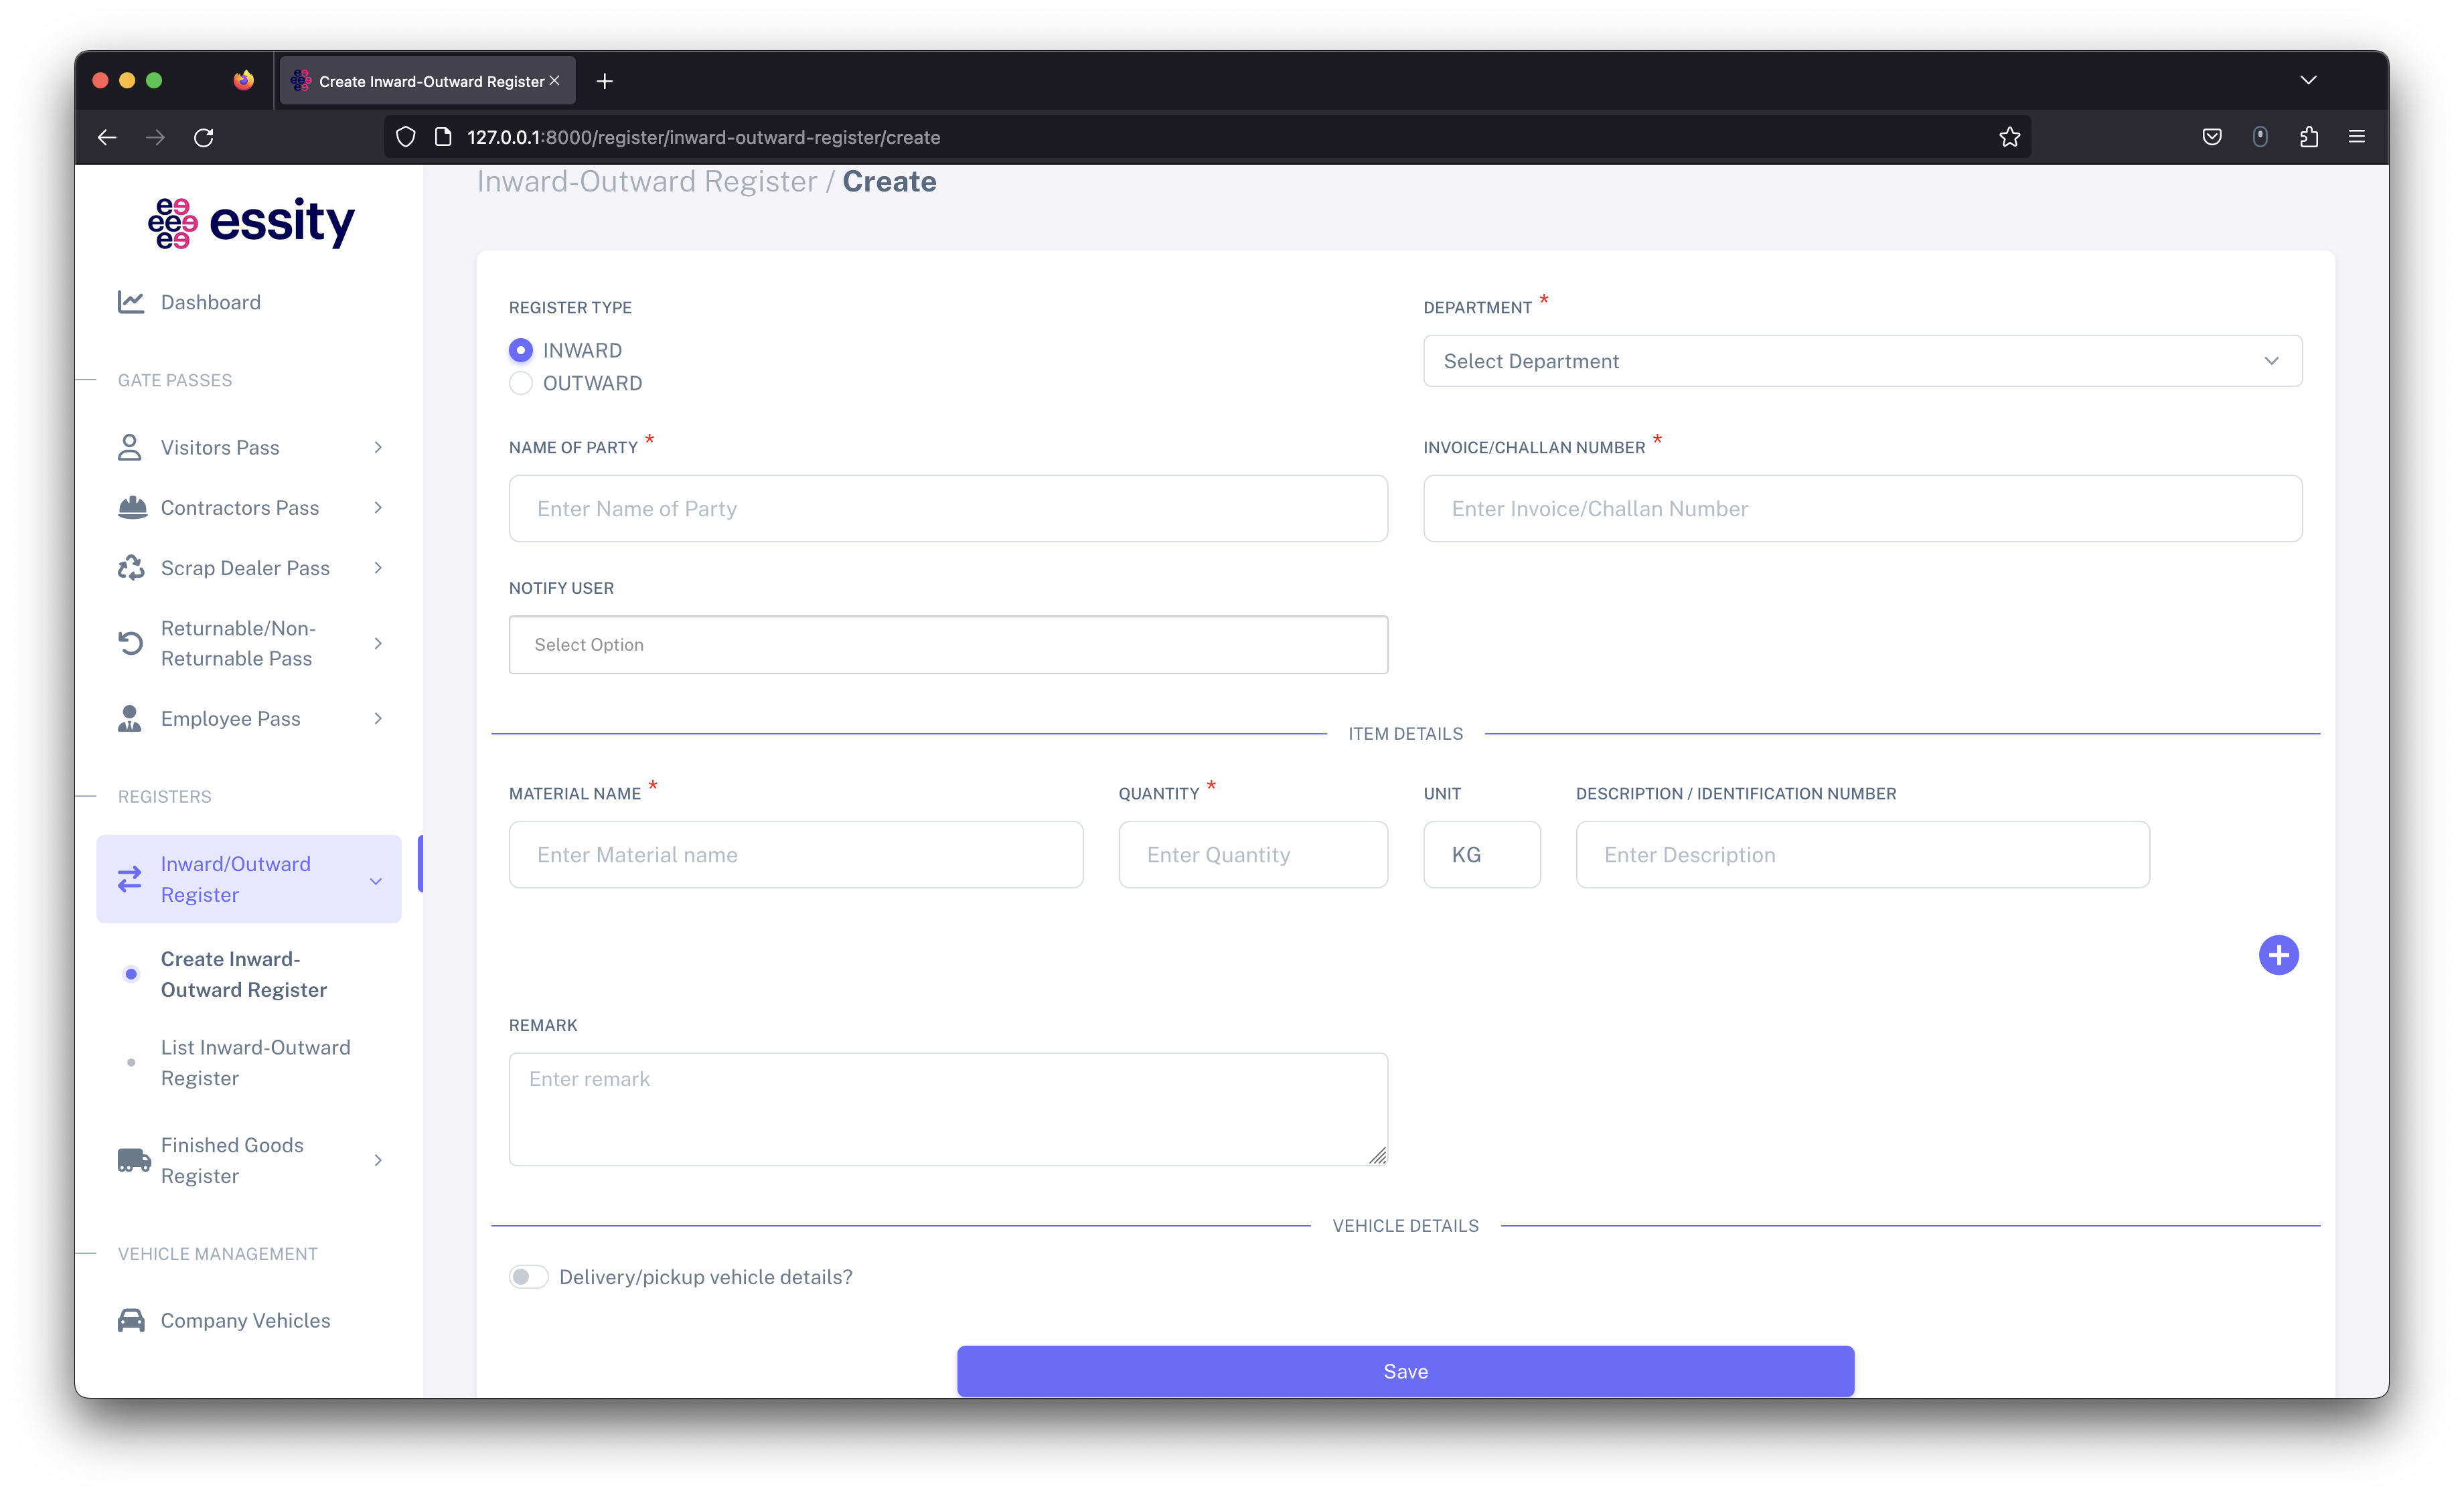 Create Inward-Outward Register
127.0.0.1:8000/register/inward-outward-register/create
essity
Dashboard
GATE PASSES
Visitors Pass
Contractors Pass
Scrap Dealer Pass
Returnable/Non-
Returnable Pass
Employee Pass
REGISTERS
Inward/Outward
Register
Create Inward-
Outward Register
List Inward-Outward
Register
Finished Goods
Register
VEHICLE MANAGEMENT
Company Vehicles
Inward-Outward Register / Create
REGISTER TYPE
INWARD
OUTWARD
DEPARTMENT *
Select Department
NAME OF PARTY *
Enter Name of Party
INVOICE/CHALLAN NUMBER *
Enter Invoice/Challan Number
NOTIFY USER
Select Option
ITEM DETAILS
MATERIAL NAME *
Enter Material name
QUANTITY *
Enter Quantity
UNIT
KG
DESCRIPTION / IDENTIFICATION NUMBER
Enter Description
REMARK
Enter remark
VEHICLE DETAILS
Delivery/pickup vehicle details?
Save